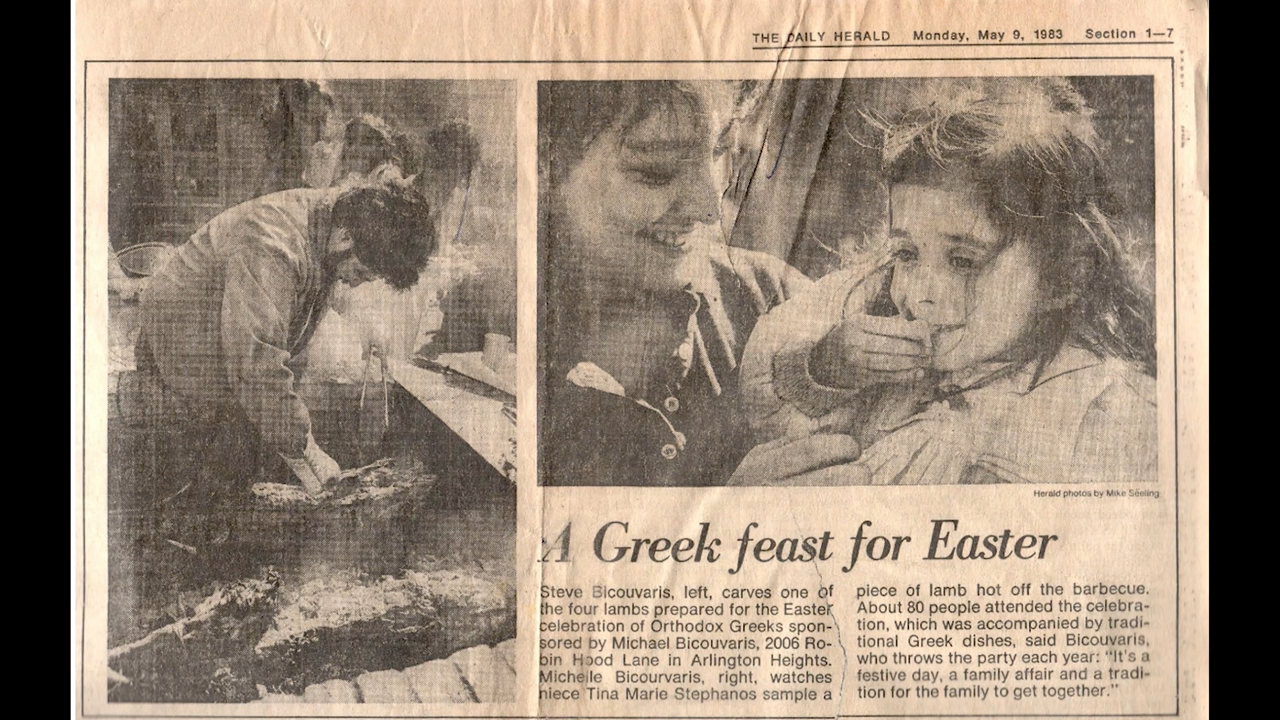 THE DAILY HERALD Monday, May 9, 1983 Section 1—7
Herald photos by Mike Seeling
A Greek feast for Easter
Steve Bicouvaris, left, carves one of
the four lambs prepared for the Easter
celebration of Orthodox Greeks spon-
sored by Michael Bicouvaris, 2006 Ro-
bin Hood Lane in Arlington Heights.
Michelle Bicourvaris, right, watches
niece Tina Marie Stephanos sample a
piece of lamb hot off the barbecue.
About 80 people attended the celebra-
tion, which was accompanied by tradi-
tional Greek dishes, said Bicouvaris,
who throws the party each year: “It’s a
festive day, a family affair and a tradi-
tion for the family to get together.”